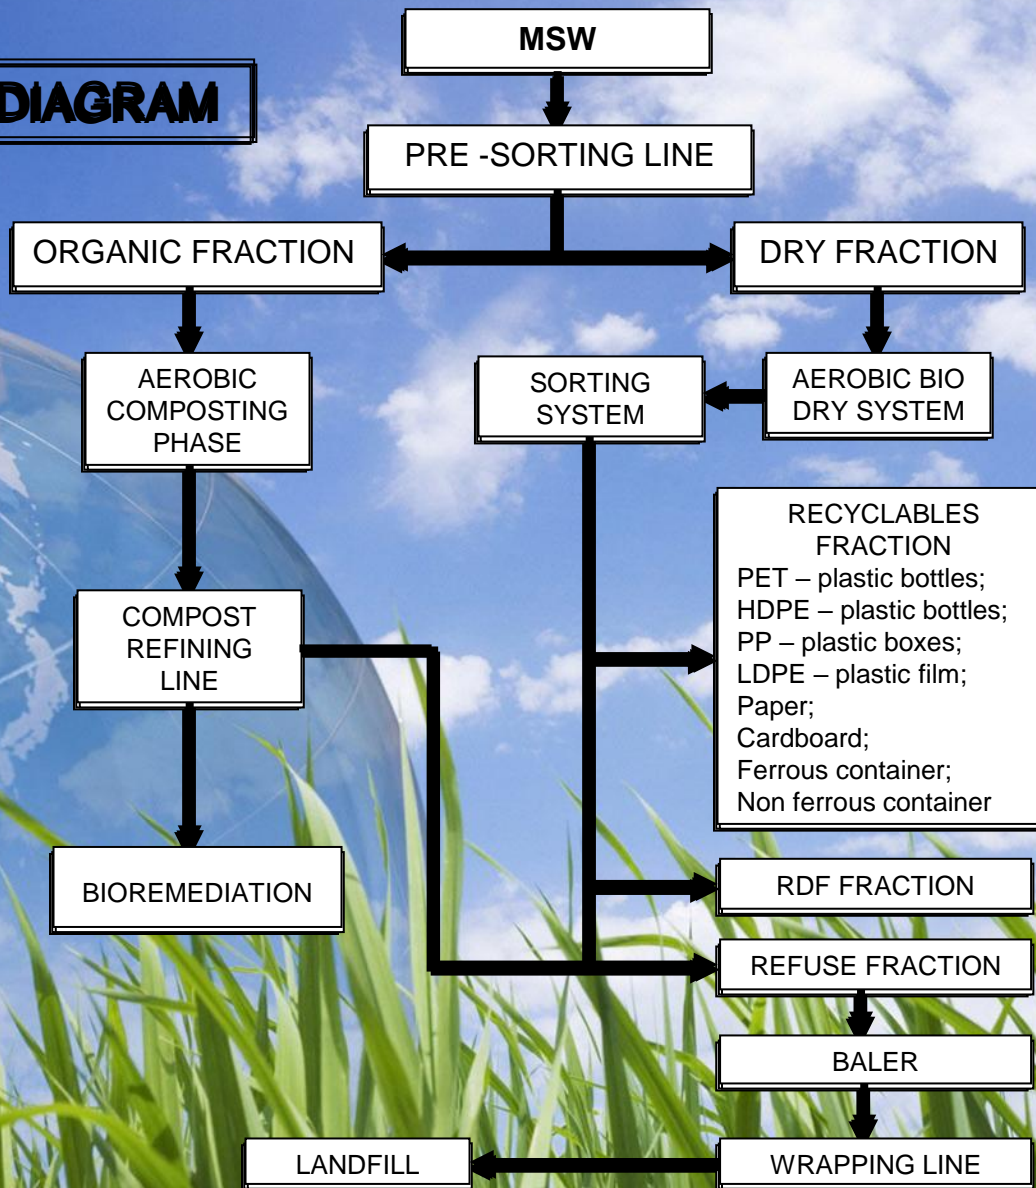 MSW
DIAGRAM
PRE -SORTING LINE
ORGANIC FRACTION
DRY FRACTION
AEROBIC
COMPOSTING
PHASE
SORTING
SYSTEM
AEROBIC BIO
DRY SYSTEM
RECYCLABLES
FRACTION
PET – plastic bottles;
HDPE – plastic bottles;
PP – plastic boxes;
LDPE – plastic film;
Paper;
Cardboard;
Ferrous container;
Non ferrous container
COMPOST
REFINING
LINE
BIOREMEDIATION
RDF FRACTION
REFUSE FRACTION
BALER
LANDFILL
WRAPPING LINE